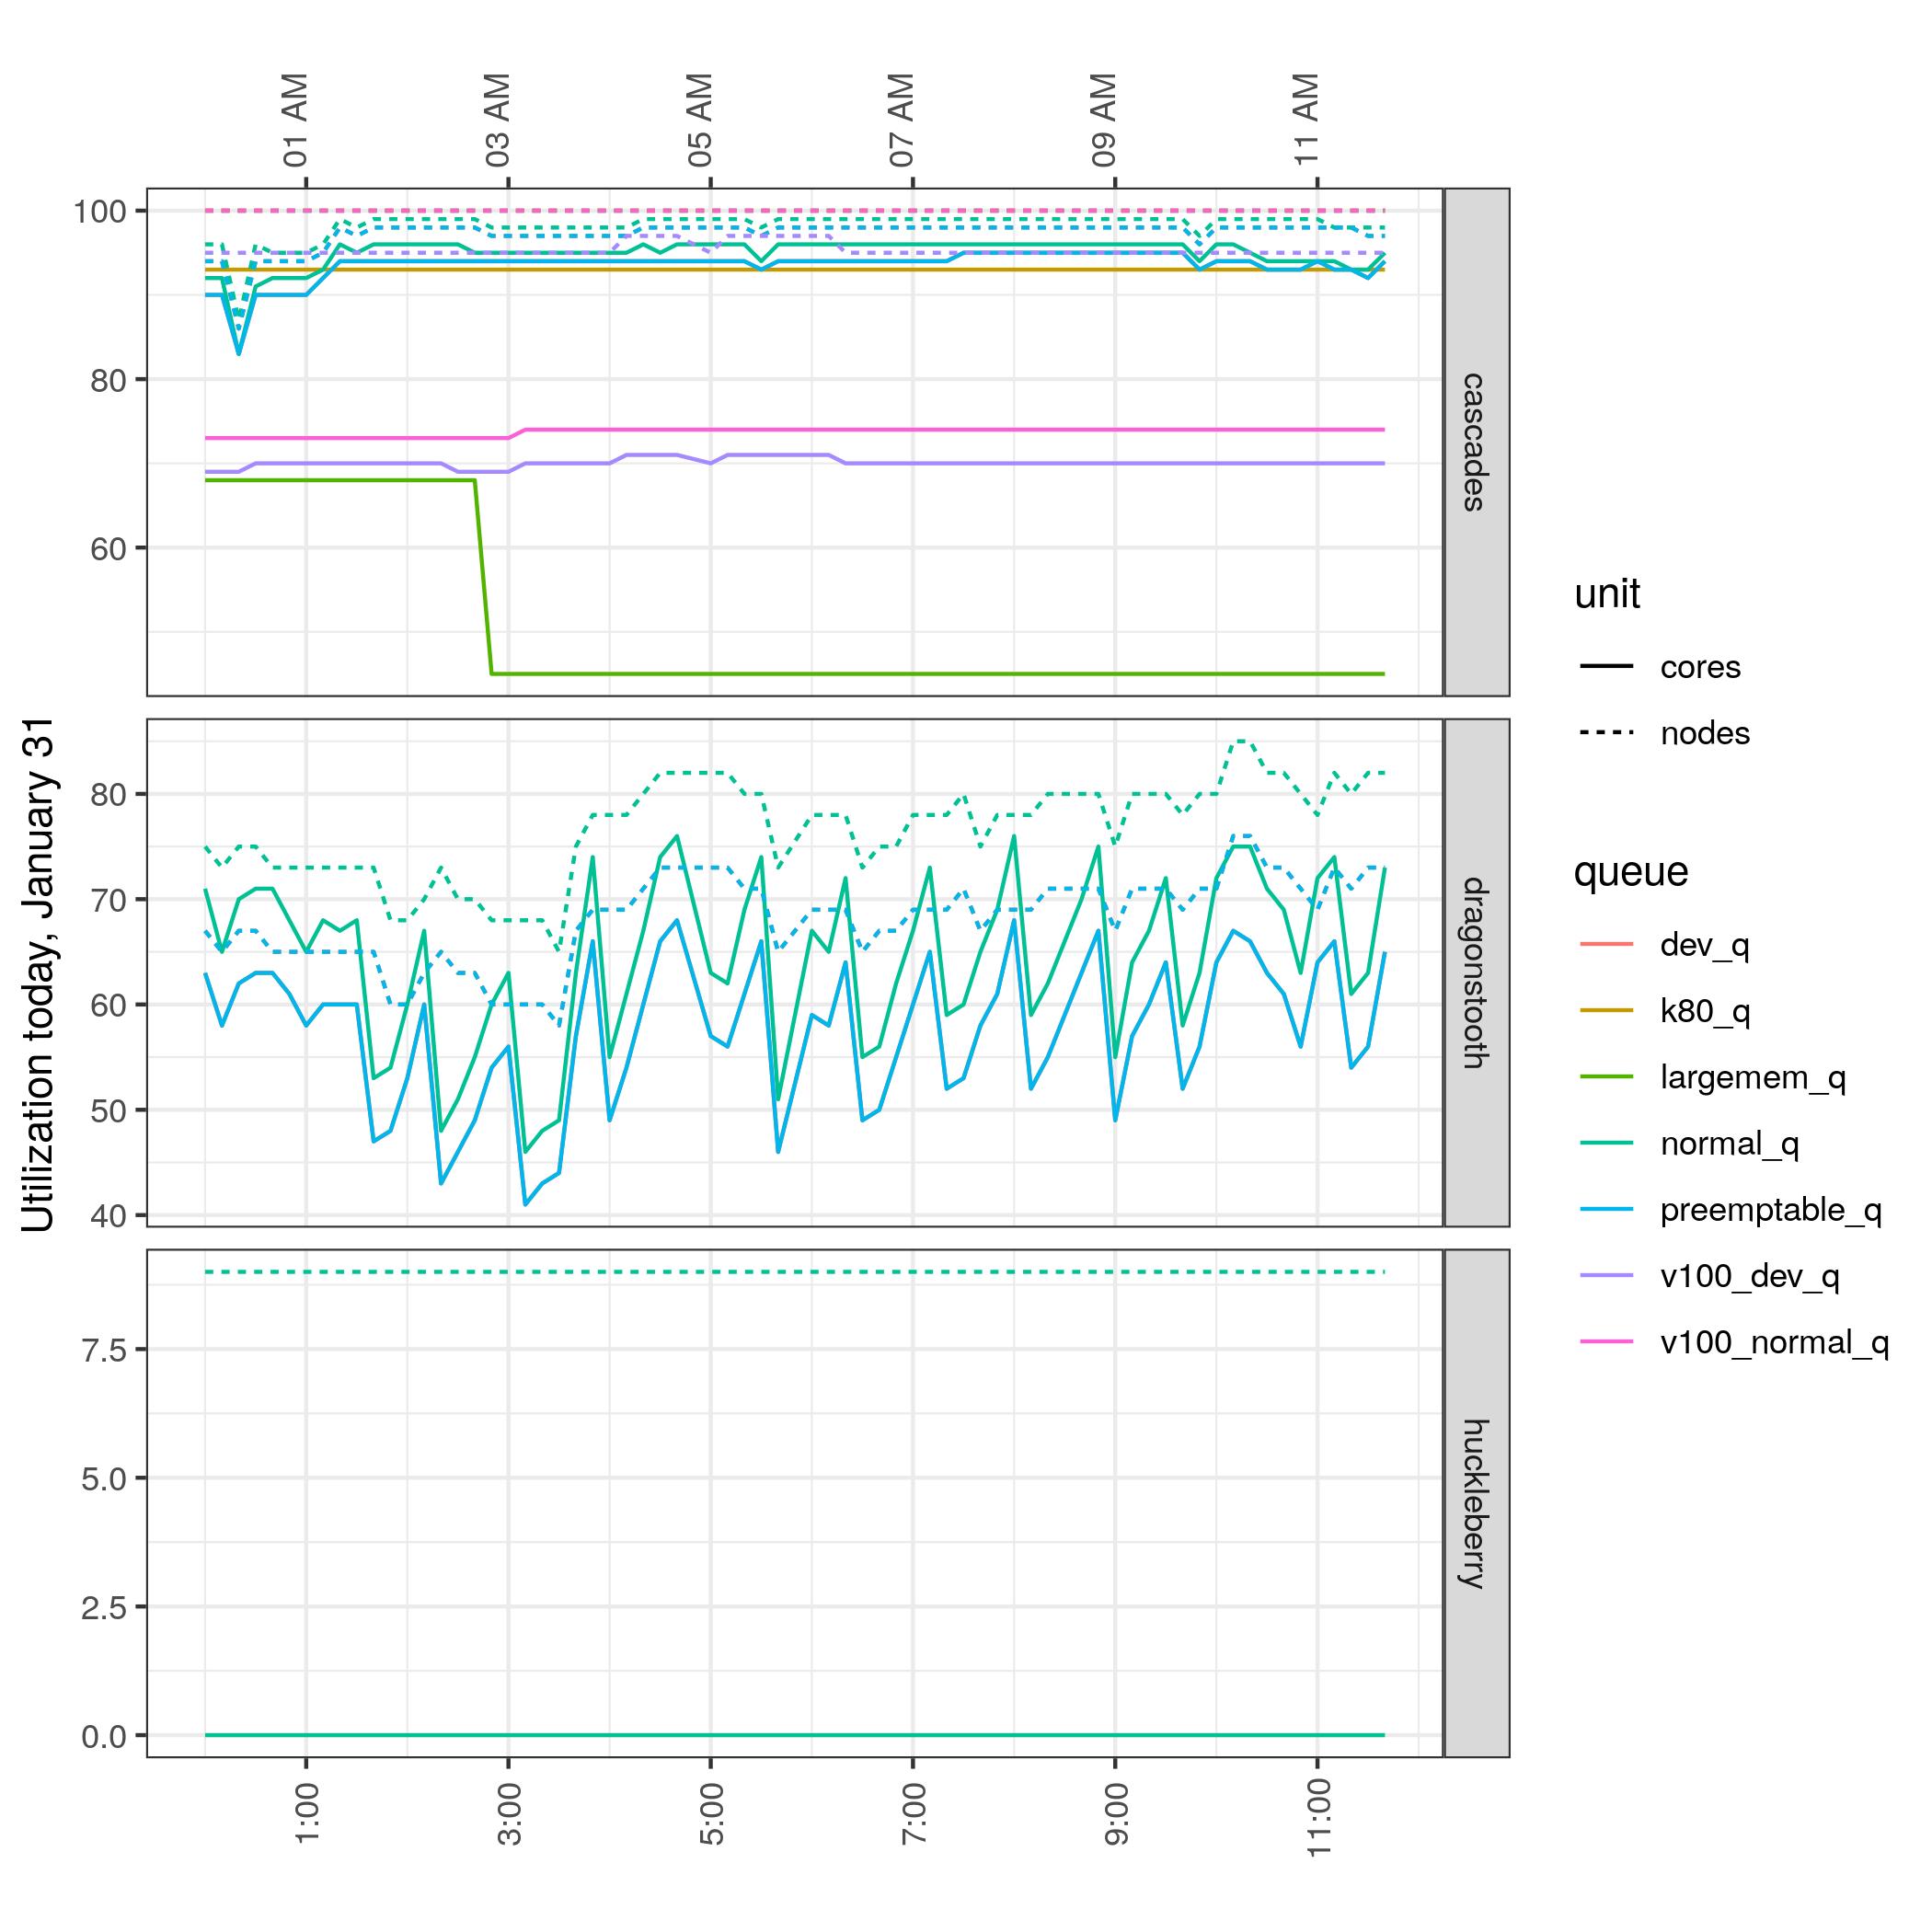 01 AM
03 AM
05 AM
07 AM
09 AM
11 AM
Utilization today, January 31
100
80
60
cascades
80
70
60
50
40
dragonstooth
7.5
5.0
2.5
0.0
huckleberry
1:00
3:00
5:00
7:00
9:00
11:00
unit
cores
nodes
queue
dev_q
k80_q
largemem_q
normal_q
preemptable_q
v100_dev_q
v100_normal_q